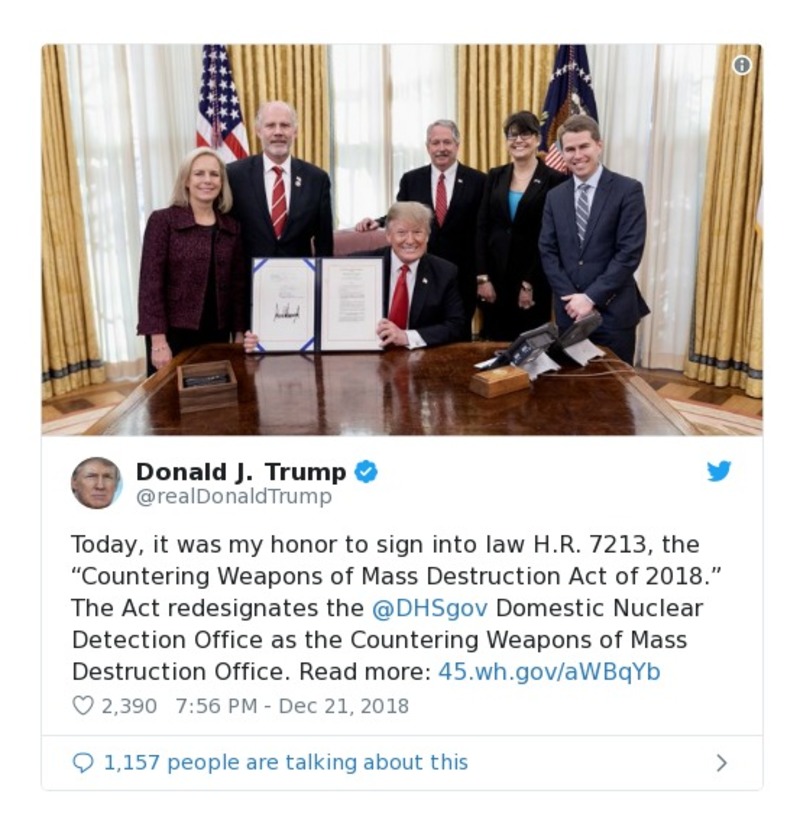 Donald J. Trump
@realDonaldTrump
Today, it was my honor to sign into law H.R. 7213, the
“Countering Weapons of Mass Destruction Act of 2018.”
The Act redesignates the @DHSgov Domestic Nuclear
Detection Office as the Countering Weapons of Mass
Destruction Office. Read more: 45.wh.gov/aWBqYb
2,390 7:56 PM - Dec 21, 2018
1,157 people are talking about this